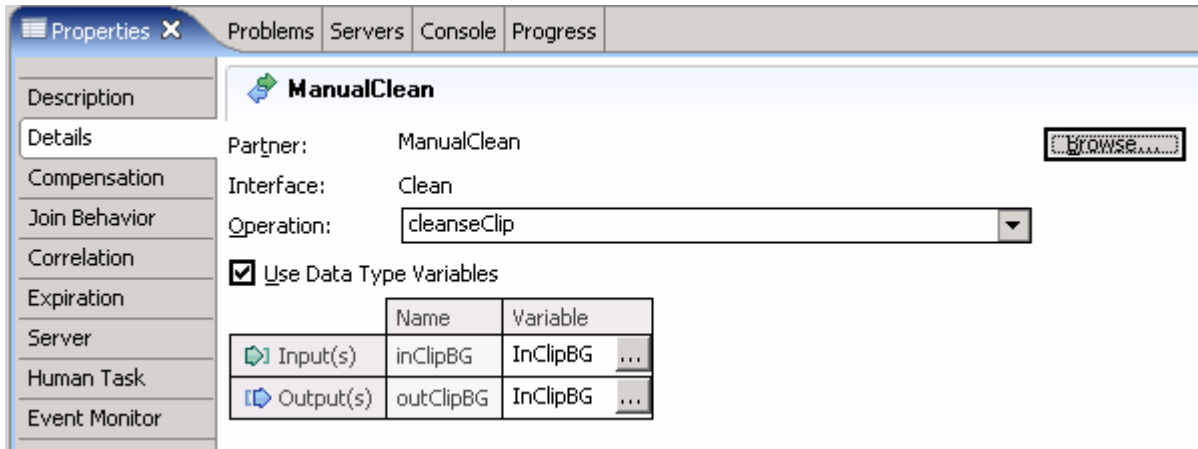 Properties Problems Servers Console Progress
Description
Details
Compensation
Join Behavior
Correlation
Expiration
Server
Human Task
Event Monitor
ManualClean
Partner: ManualClean Browse...
Interface: Clean
Operation: cleanseClip
Use Data Type Variables
Name Variable
Input(s) inClipBG InClipBG ...
Output(s) outClipBG InClipBG ...